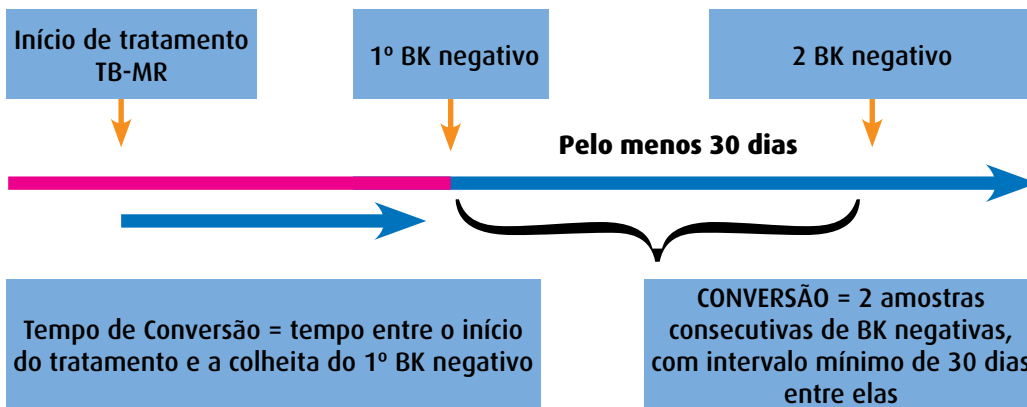 Início de tratamento
TB-MR
1º BK negativo
2 BK negativo
Pelo menos 30 dias
Tempo de Conversão = tempo entre o início
do tratamento e a colheita do 1º BK negativo
CONVERSÃO = 2 amostras
consecutivas de BK negativas,
com intervalo mínimo de 30 dias
entre elas